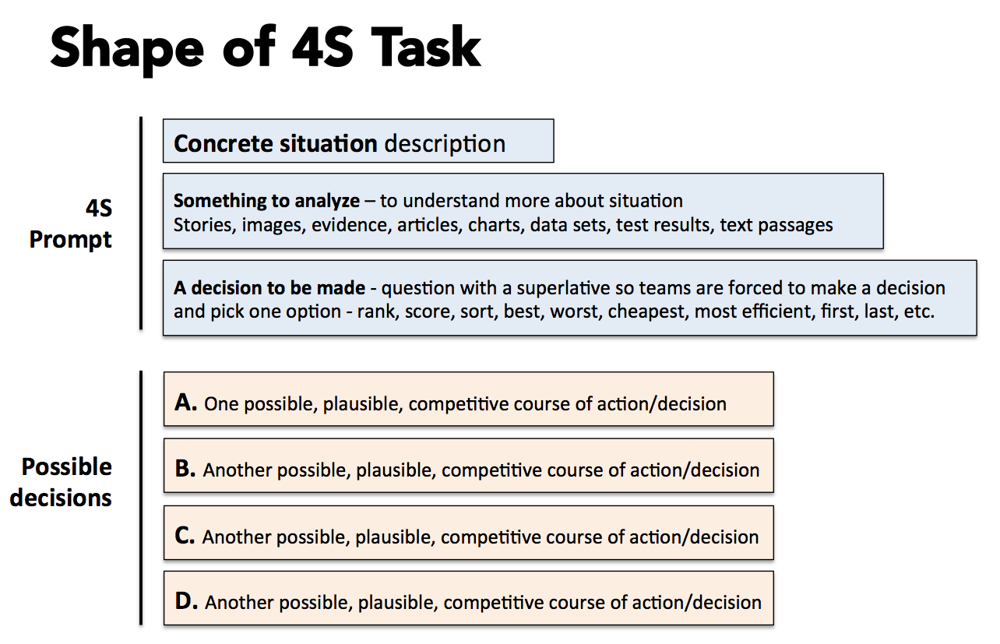 Shape of 4S Task
4S
Prompt
Concrete situation description
Something to analyze – to understand more about situation
Stories, images, evidence, articles, charts, data sets, test results, text passages
A decision to be made - question with a superlative so teams are forced to make a decision
and pick one option - rank, score, sort, best, worst, cheapest, most efficient, first, last, etc.
Possible
decisions
A. One possible, plausible, competitive course of action/decision
B. Another possible, plausible, competitive course of action/decision
C. Another possible, plausible, competitive course of action/decision
D. Another possible, plausible, competitive course of action/decision